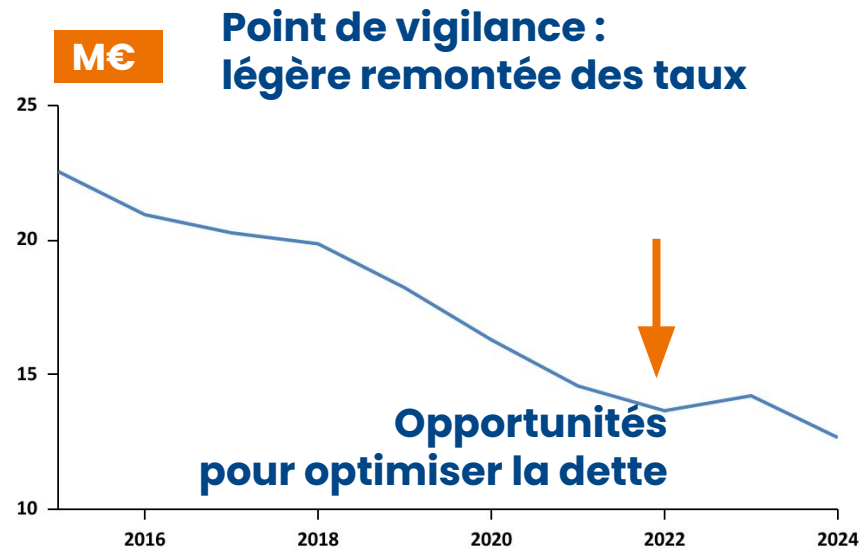 Point de vigilance :
légère remontée des taux
M€
25
20
15
10
Opportunités
pour optimiser la dette
2016
2018
2020
2022
2024